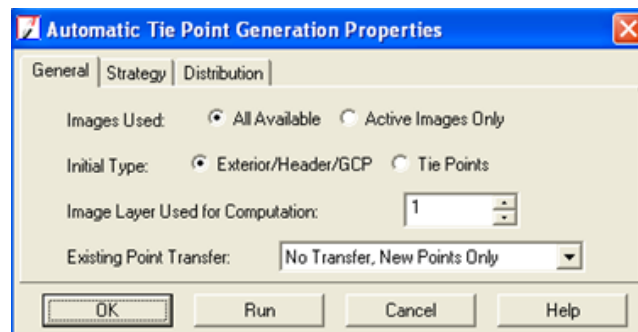 Automatic Tie Point Generation Properties
General Strategy Distribution
Images Used: All Available Active Images Only
Initial Type: Exterior/Header/GCP Tie Points
Image Layer Used for Computation: 1
Existing Point Transfer: No Transfer, New Points Only
OK Run Cancel Help